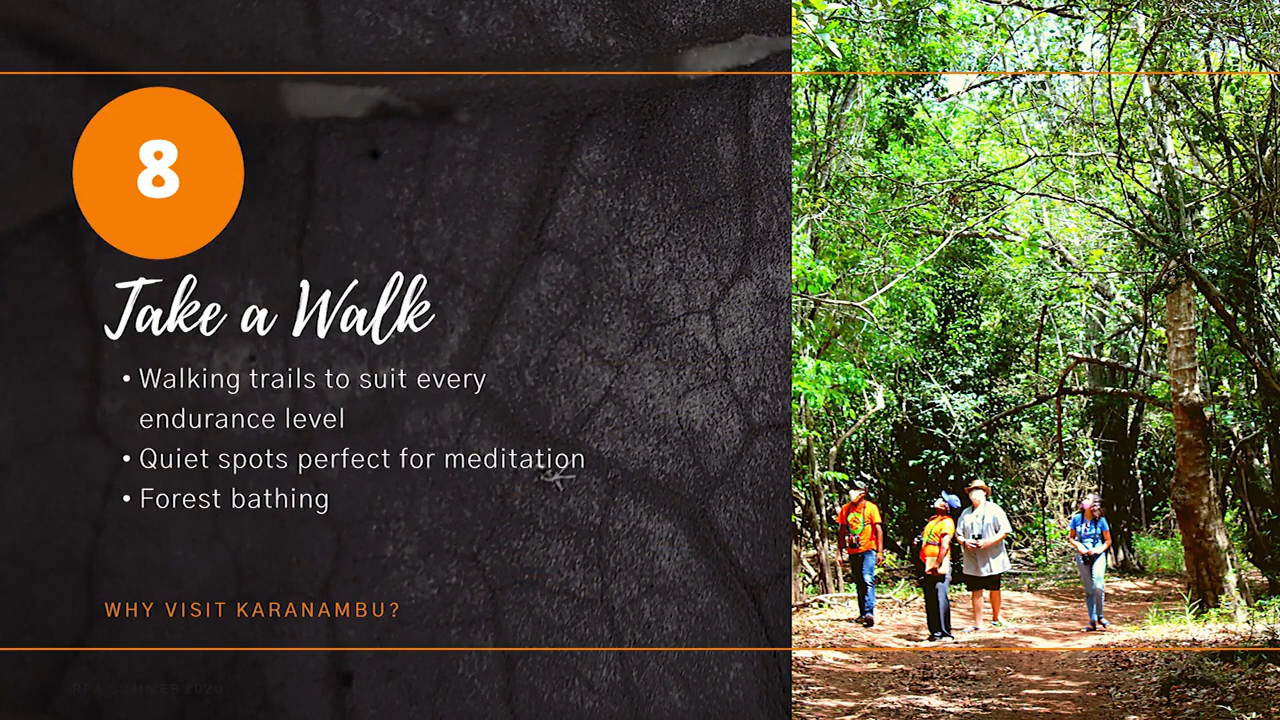 8
Take a Walk
• Walking trails to suit every
endurance level
• Quiet spots perfect for meditation
• Forest bathing
WHY VISIT KARANAMBU?